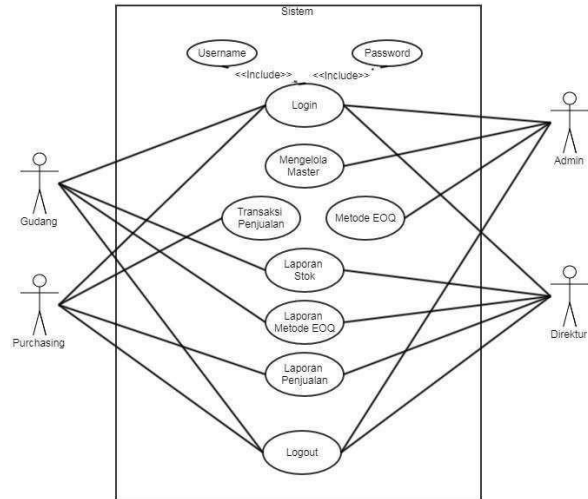 Sistem
Username
Password
<<Include>>
<<Include>>
Login
Admin
Mengelola
Master
Gudang
Transaksi
Penjualan
Metode EOQ
Laporan
Stok
Laporan
Metode EOQ
Purchasing
Direktur
Laporan
Penjualan
Logout